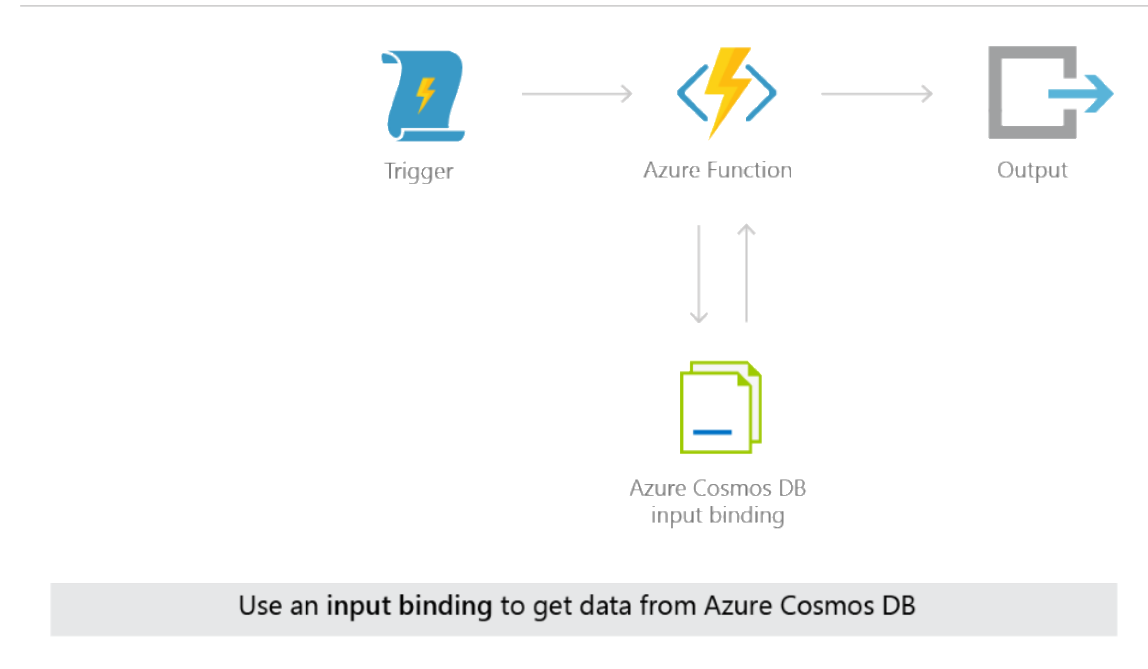 Trigger
Azure Function
Output
Azure Cosmos DB
input binding
Use an input binding to get data from Azure Cosmos DB